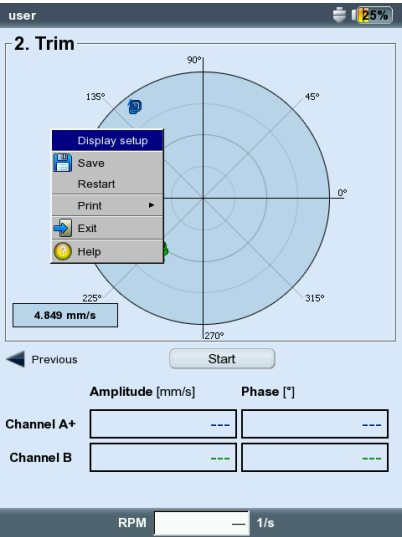 user
25%
2. Trim
90°
135°
45°
Display setup
Save
Restart
Print
Exit
Help
0°
225°
315°
270°
4.849 mm/s
Previous
Start
Amplitude [mm/s]
Phase [°]
Channel A+
---
---
Channel B
---
---
RPM
—
1/s